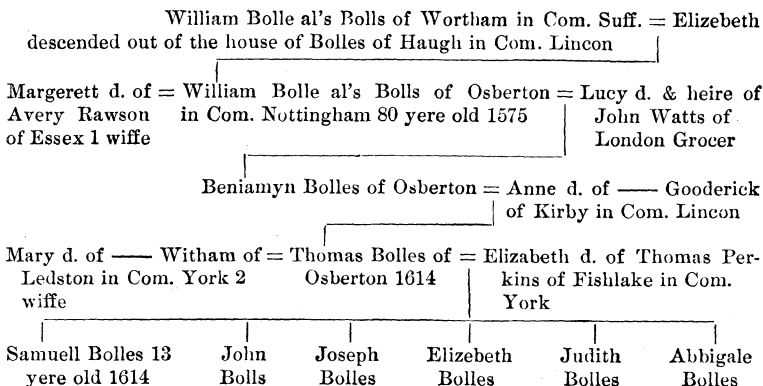 William Bolle al's Bolls of Wortham in Com. Suff. = Elizebeth
descended out of the house of Bolles of Haugh in Com. Lincon
Margerett d. of = William Bolle al's Bolls of Osberton = Lucy d. & heire of
Avery Rawson in Com. Nottingham 80 yere old 1575 John Watts of
of Essex 1 wiffe London Grocer
Beniamyn Bolles of Osberton = Anne d. of —— Gooderick
of Kirby in Com. Lincon
Mary d. of —— Witham of = Thomas Bolles of = Elizabeth d. of Thomas Per-
Ledston in Com. York 2 Osberton 1614 kins of Fishlake in Com.
wiffe York
Samuell Bolles 13 John Joseph Elizebeth Judith Abbigale
yere old 1614 Bolls Bolles Bolles Bolles Bolles